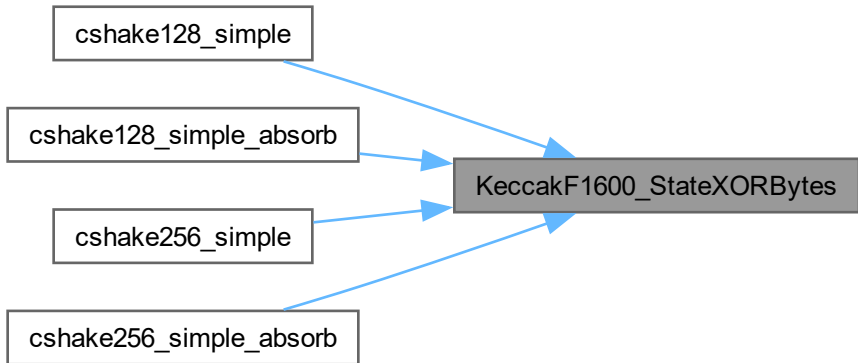 cshake128_simple
cshake128_simple_absorb
KeccakF1600_StateXORBytes
cshake256_simple
cshake256_simple_absorb